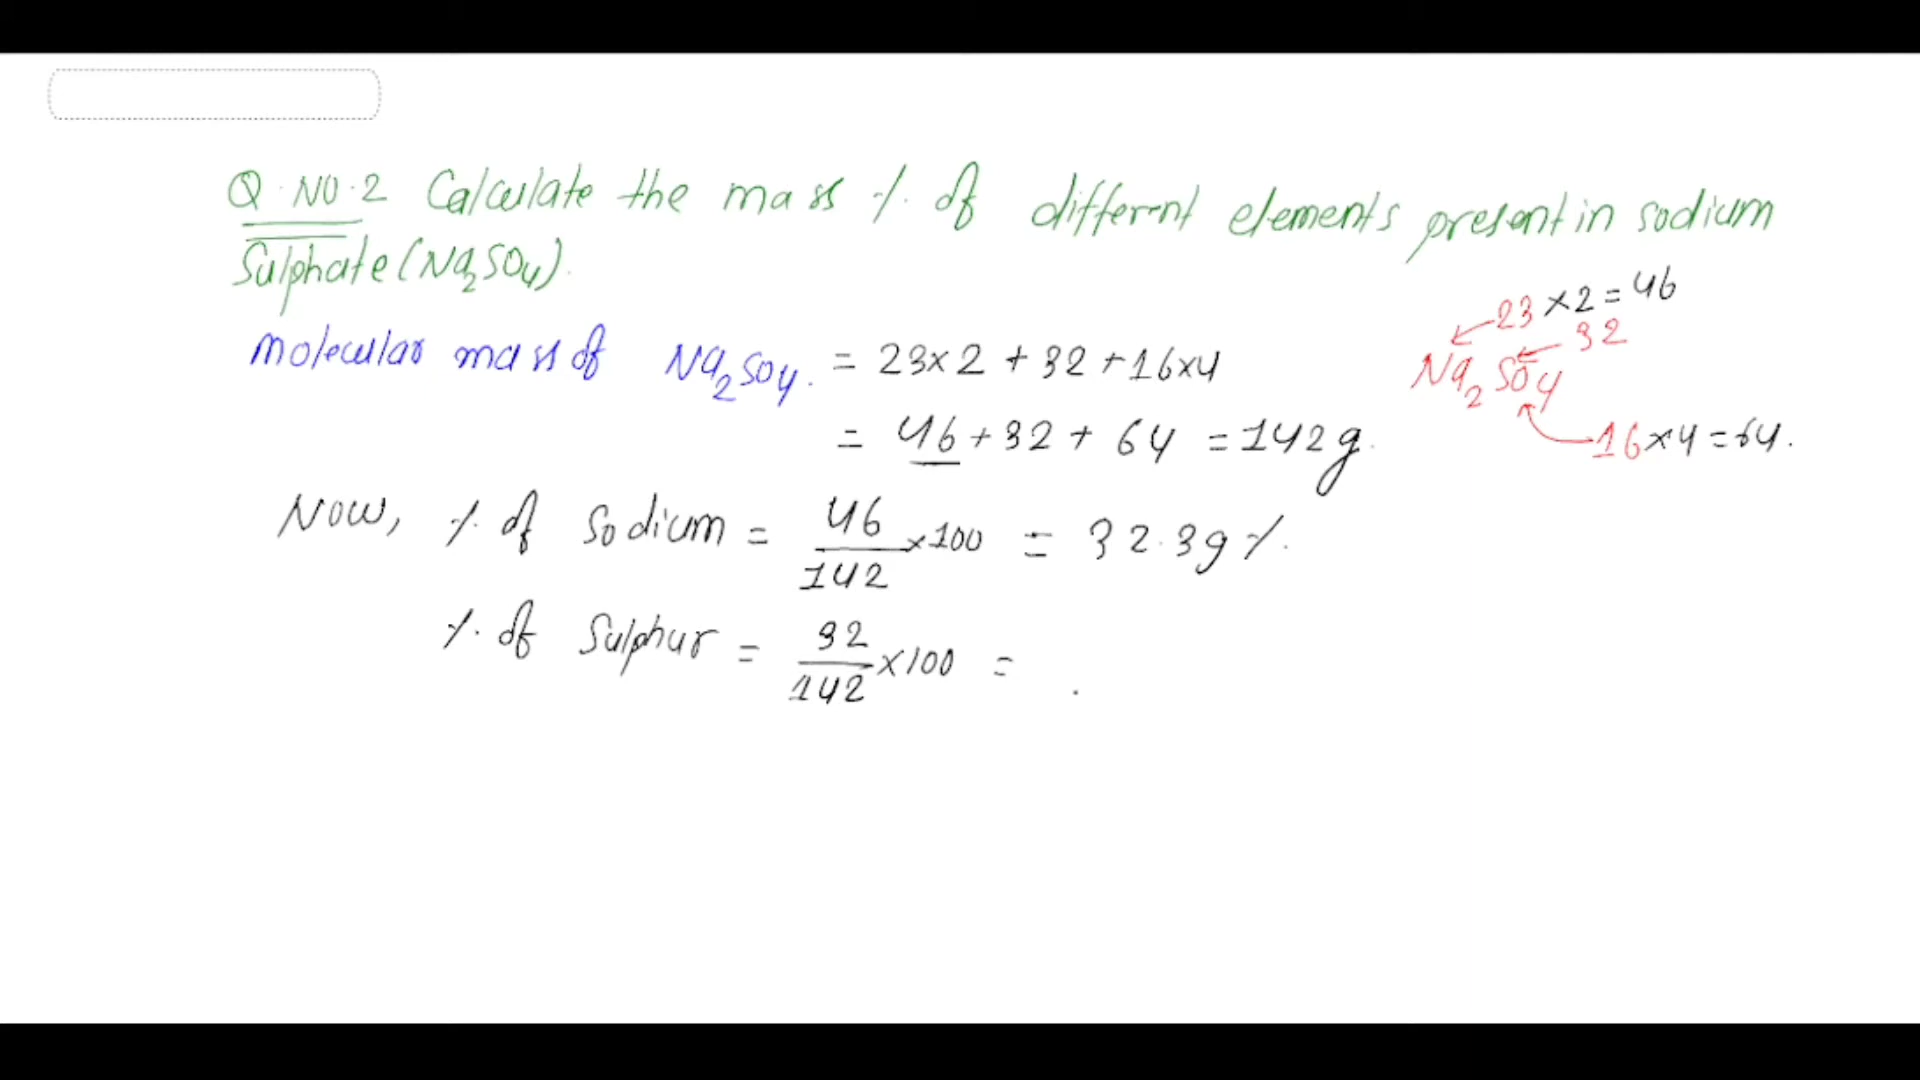 Q.NO.2 Calculate the mass % of different elements present in sodium
Sulphate (Na2SO4).
molecular mass of Na2SO4. = 23×2 + 32 + 16×4
= 46 + 32 + 64 = 142g.
23 ×2 = 46
32
Na2SO4
16×4 = 64.
Now, % of Sodium = 46/142 ×100 = 32.39%.
% of Sulphur = 32/142 ×100 =